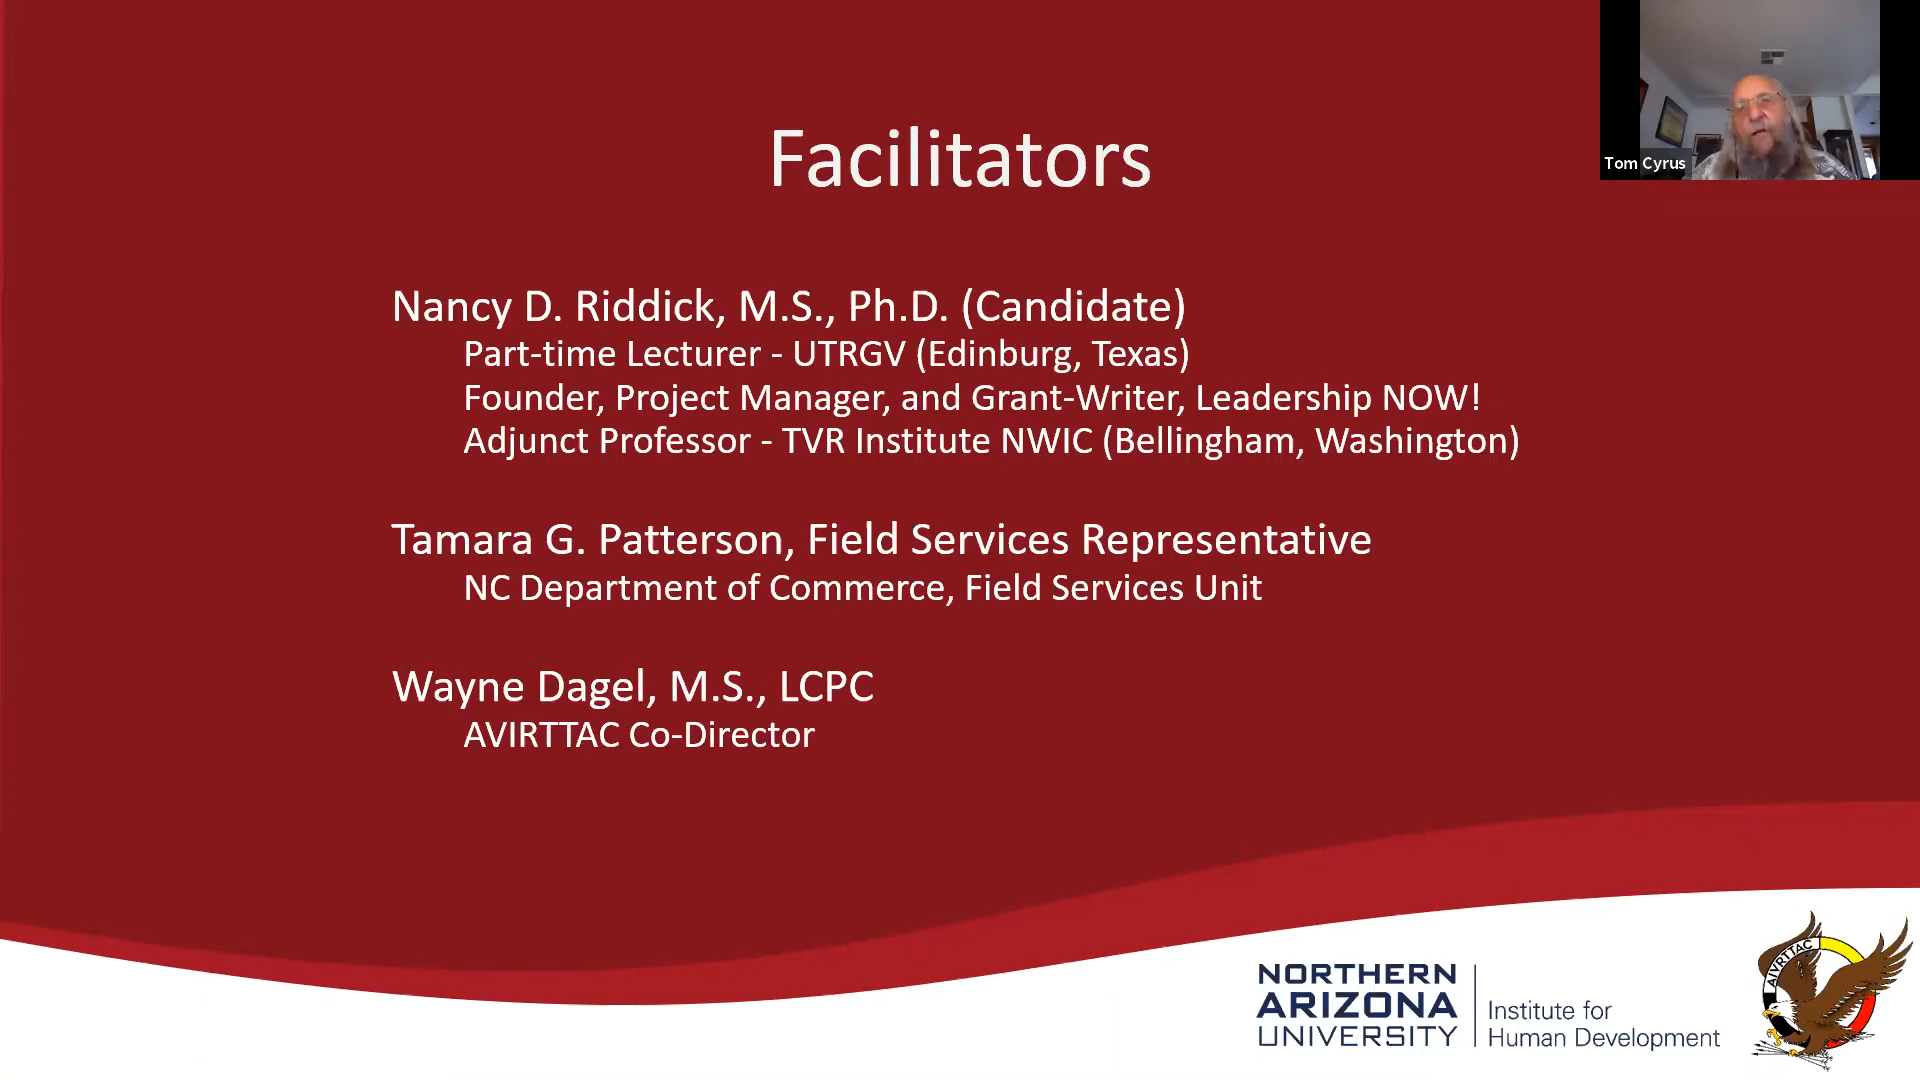 Facilitators
Tom Cyrus
Nancy D. Riddick, M.S., Ph.D. (Candidate)
Part-time Lecturer - UTRGV (Edinburg, Texas)
Founder, Project Manager, and Grant-Writer, Leadership NOW!
Adjunct Professor - TVR Institute NWIC (Bellingham, Washington)
Tamara G. Patterson, Field Services Representative
NC Department of Commerce, Field Services Unit
Wayne Dagel, M.S., LCPC
AVIRTTAC Co-Director
NORTHERN
ARIZONA
UNIVERSITY
Institute for
Human Development
AIVRTTAC